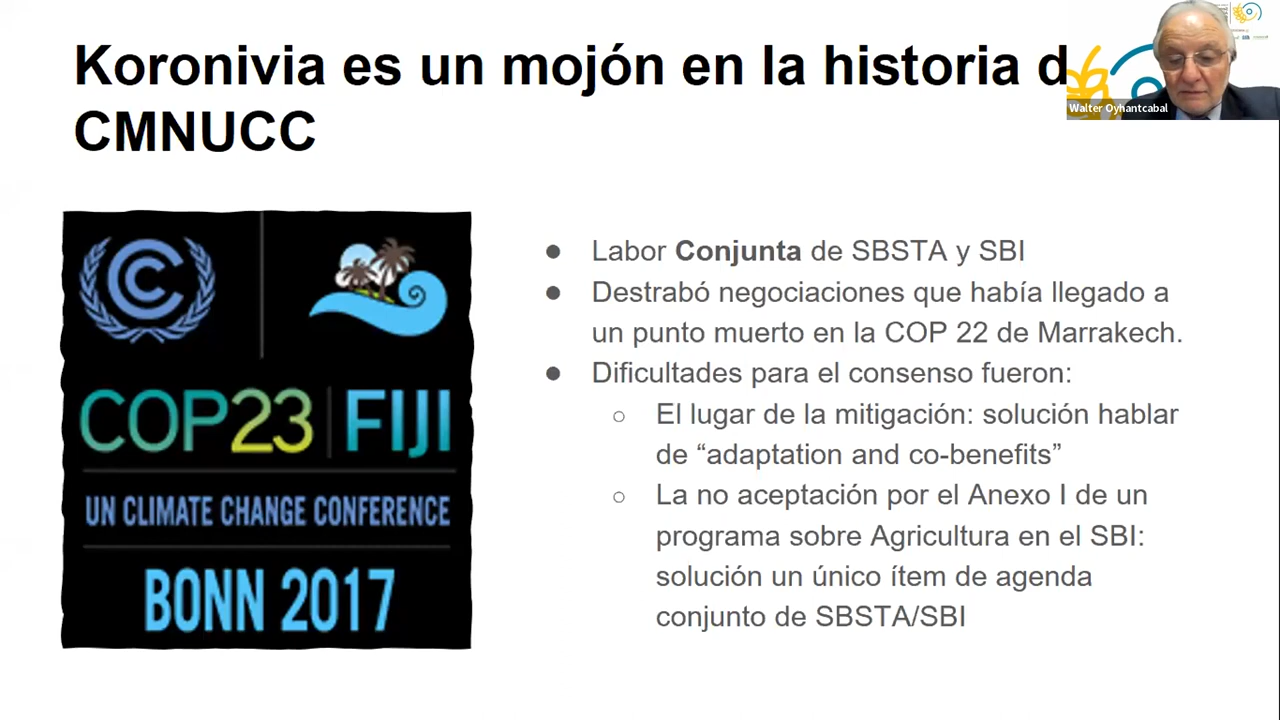 Koronivia es un mojón en la historia d
CMNUCC
Walter Oyhantcabal
COP23 FIJI
UN CLIMATE CHANGE CONFERENCE
BONN 2017
● Labor Conjunta de SBSTA y SBI
● Destrabó negociaciones que había llegado a
un punto muerto en la COP 22 de Marrakech.
● Dificultades para el consenso fueron:
○ El lugar de la mitigación: solución hablar
de “adaptation and co-benefits”
○ La no aceptación por el Anexo I de un
programa sobre Agricultura en el SBI:
solución un único ítem de agenda
conjunto de SBSTA/SBI